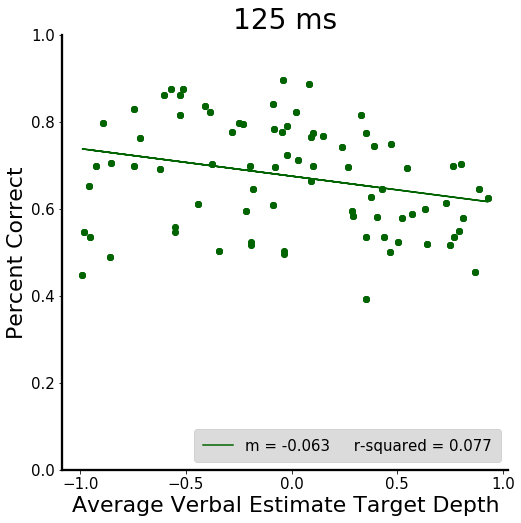 125 ms
Percent Correct
1.0
0.8
0.6
0.4
0.2
0.0
m = -0.063 r-squared = 0.077
−1.0 −0.5 0.0 0.5 1.0
Average Verbal Estimate Target Depth